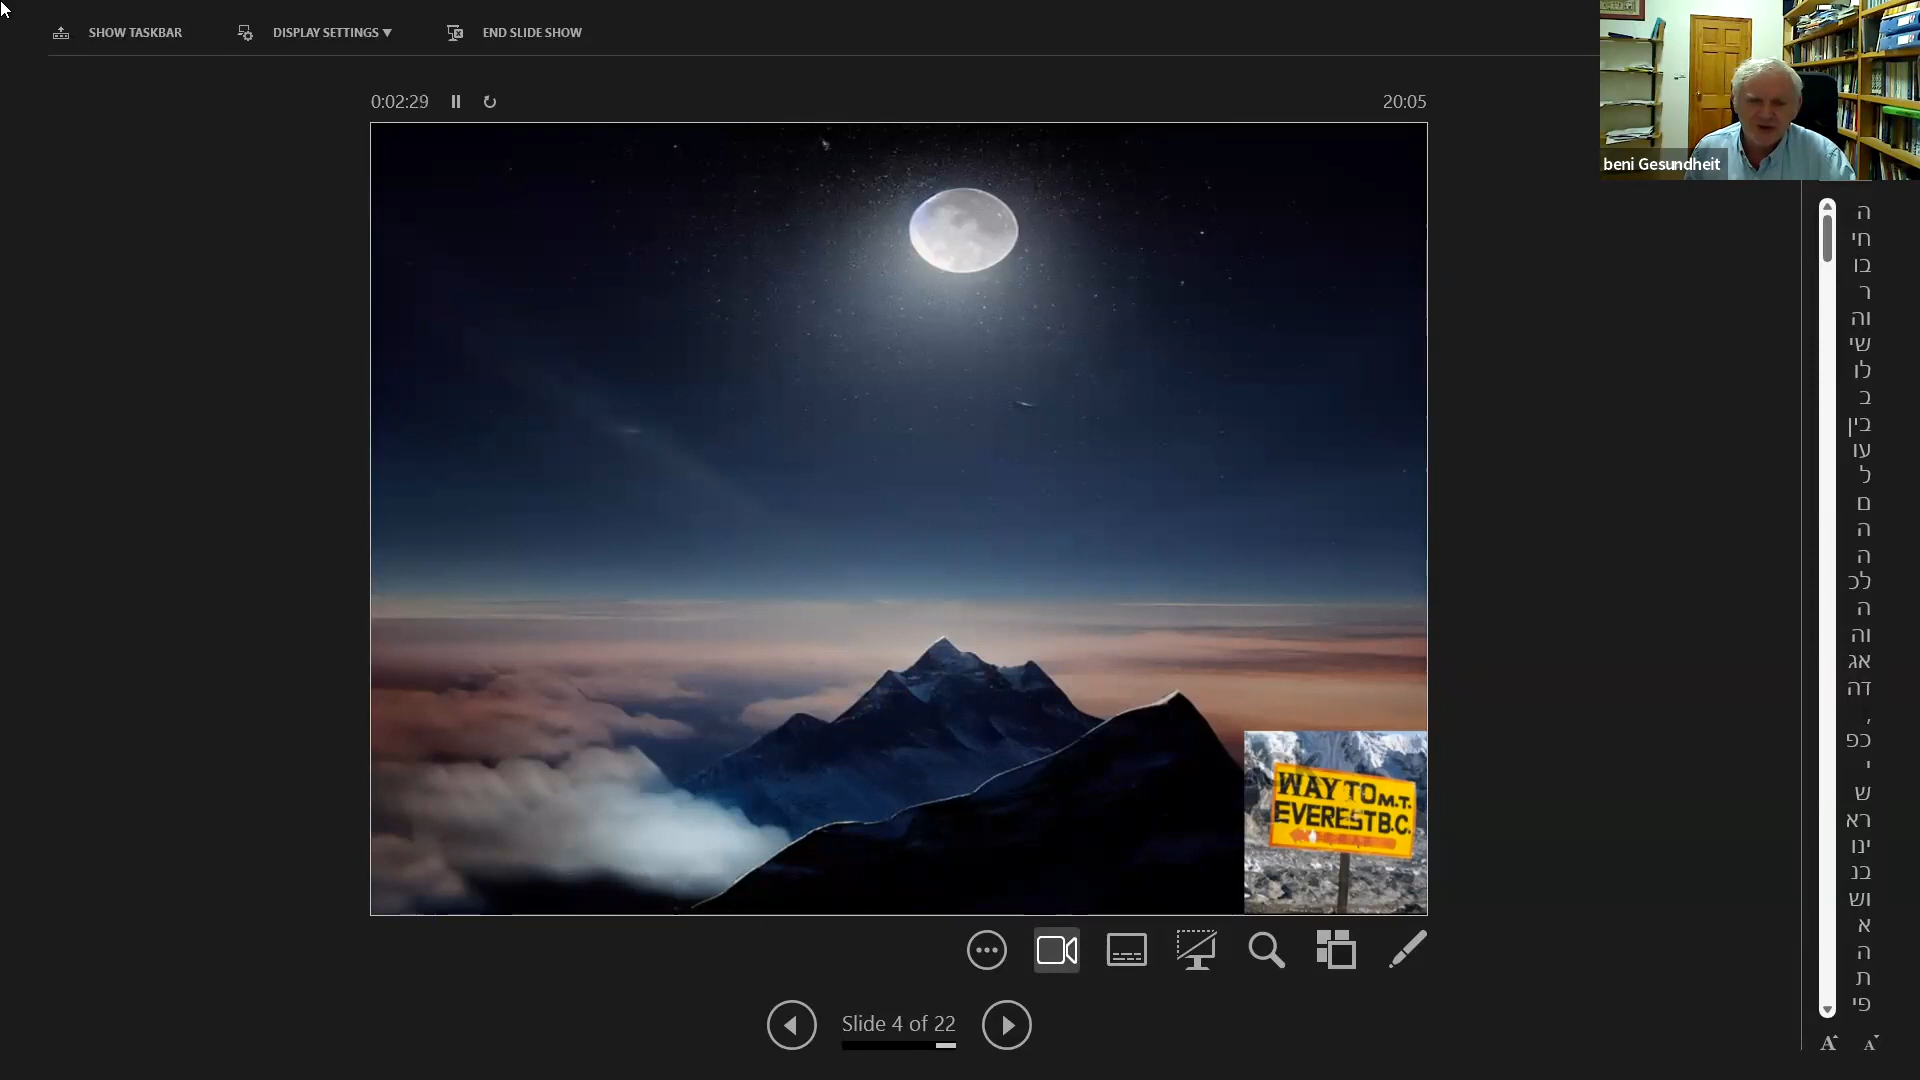 SHOW TASKBAR
DISPLAY SETTINGS ▼
END SLIDE SHOW
0:02:29
20:05
beni Gesundheit
WAY TO M.T.
EVEREST B.C.
ה
חי
בו
ר
וה
שי
לו
ב
בין
עו
ל
ם
ה
ה
לכ
ה
וה
אג
דה
,
כפ
י
ש
רא
ינו
בנ
וש
א
ה
ת
פי
Slide 4 of 22
A
A